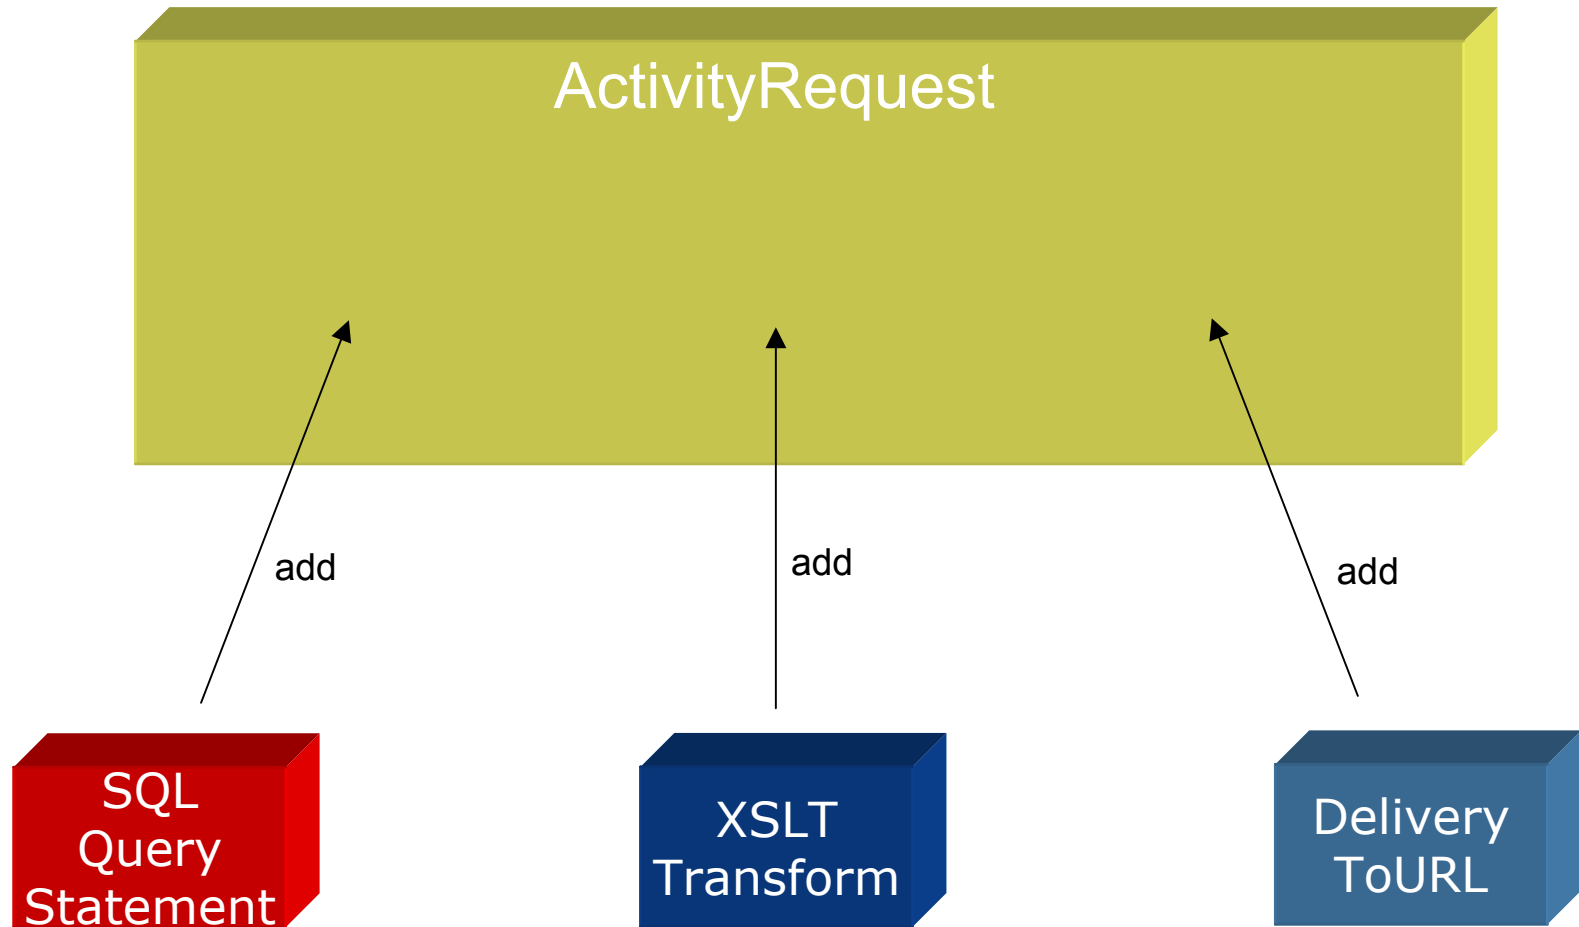 ActivityRequest
add
add
add
SQL
Query
Statement
XSLT
Transform
Delivery
ToURL